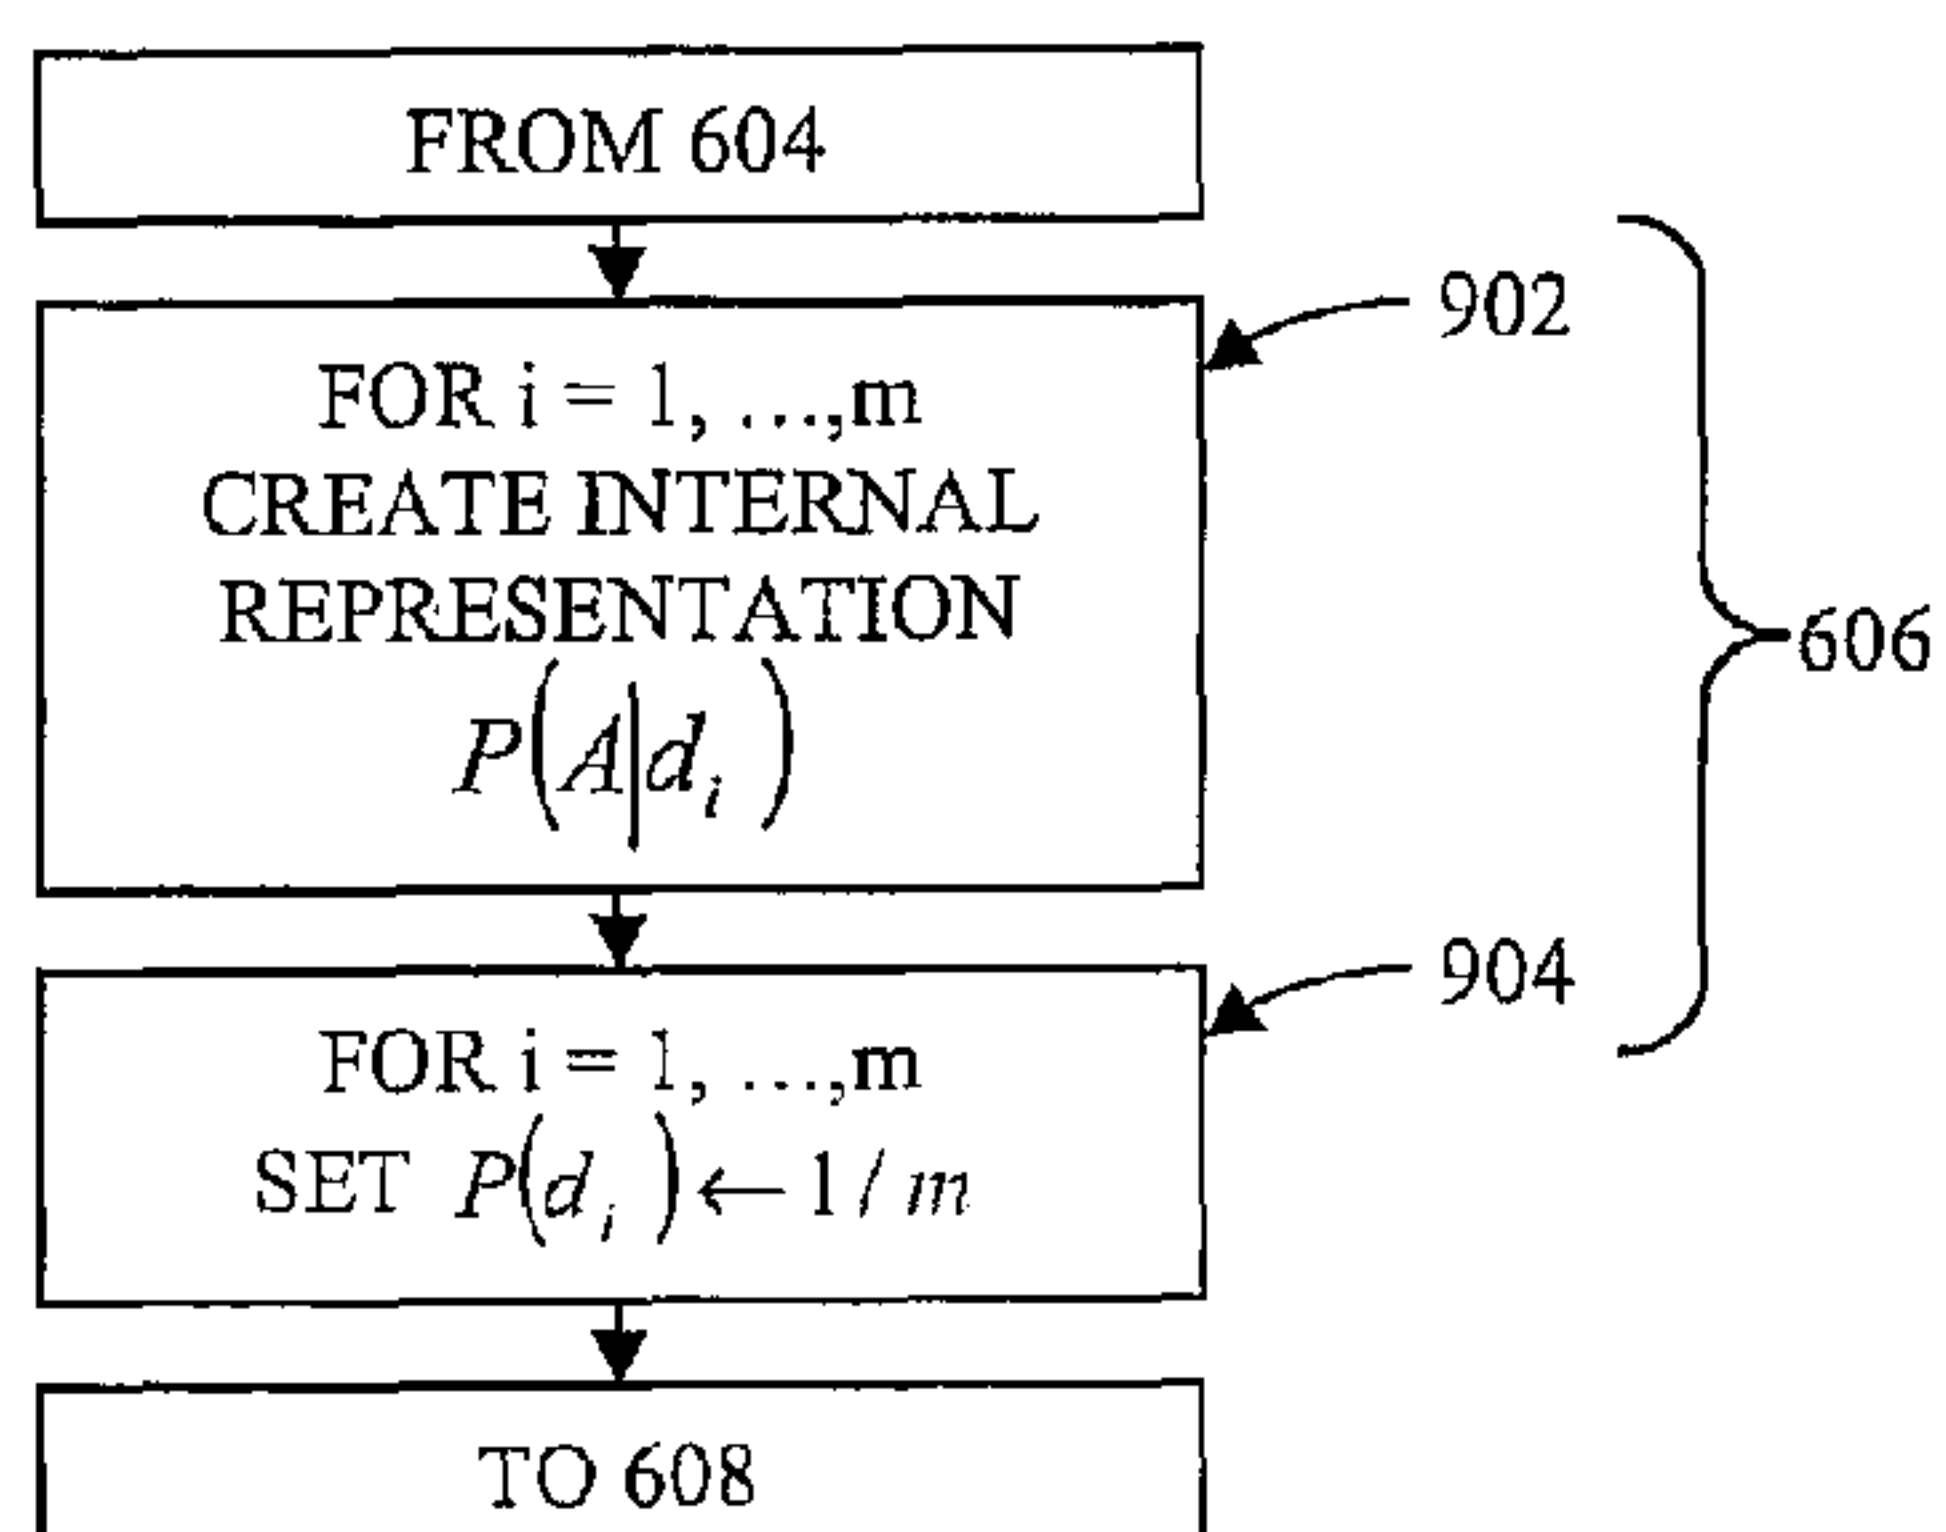 FROM 604
902
FOR i = 1, ...,m
CREATE INTERNAL
REPRESENTATION
P(A|d_i)
606
904
FOR i = 1, ...,m
SET P(d_i) ← 1 / m
TO 608